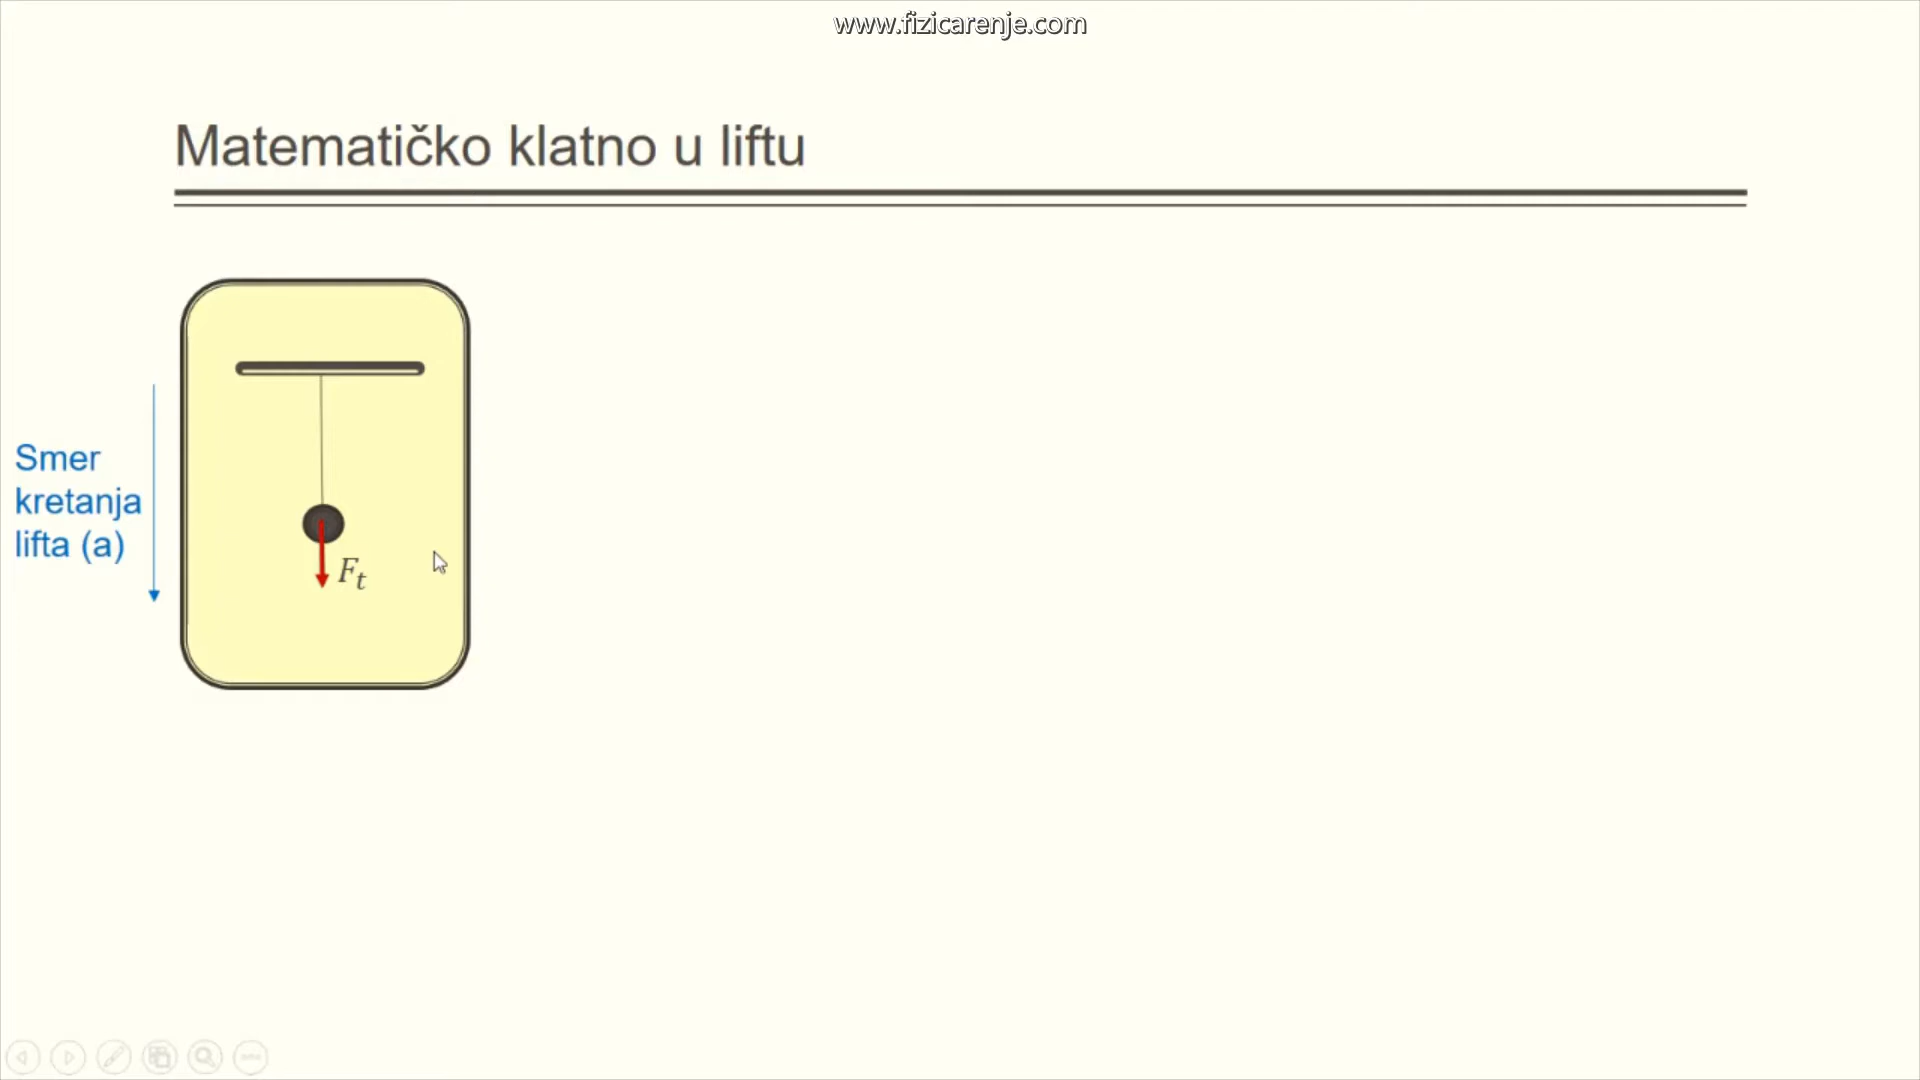 www.fizicarenje.com
Matematičko klatno u liftu
Smer
kretanja
lifta (a)
Fₜ